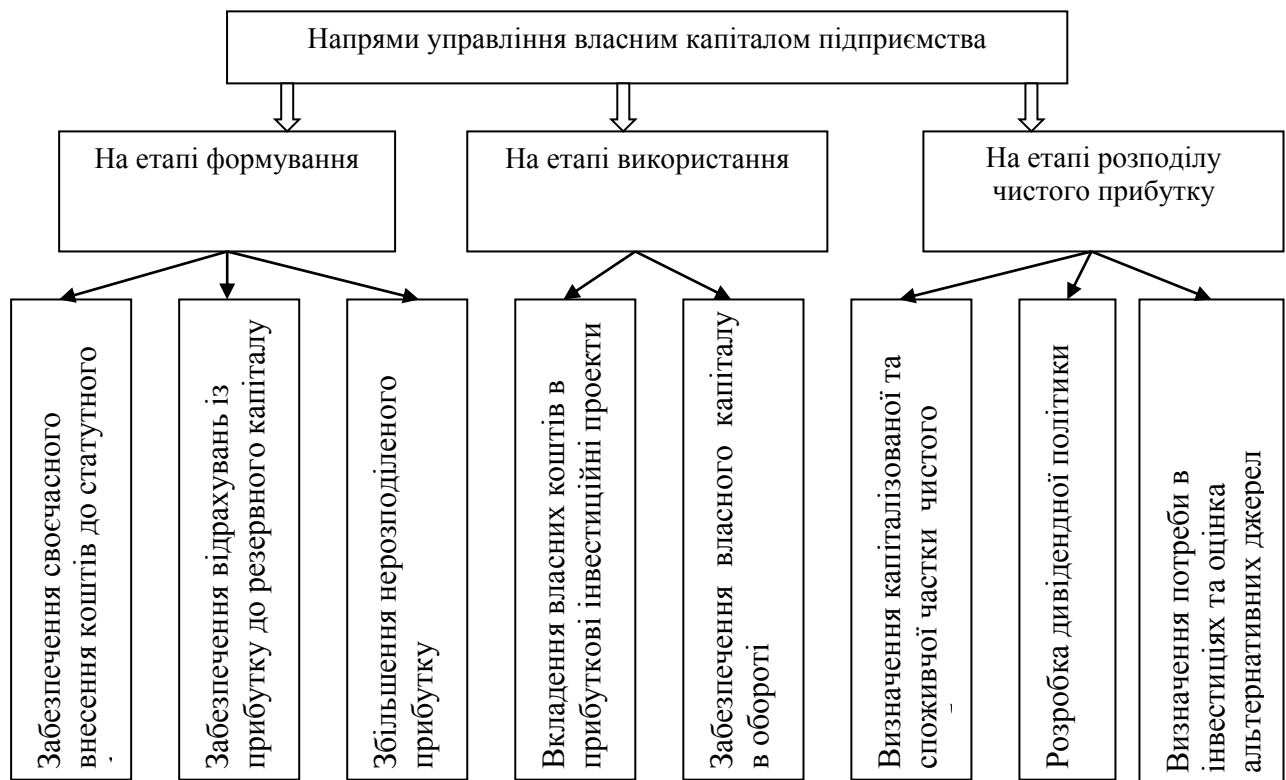 Напрями управління власним капіталом підприємства
На етапі формування
На етапі використання
На етапі розподілу
чистого прибутку
Забезпечення своєчасного
внесення коштів до статутного
Забезпечення відрахувань із
прибутку до резервного капіталу
Збільшення нерозподіленого
прибутку
Вкладення власних коштів в
прибуткові інвестиційні проекти
Забезпечення власного капіталу
в обороті
Визначення капіталізованої та
споживчої частки чистого
Розробка дивідендної політики
Визначення потреби в
інвестиціях та оцінка
альтернативних джерел